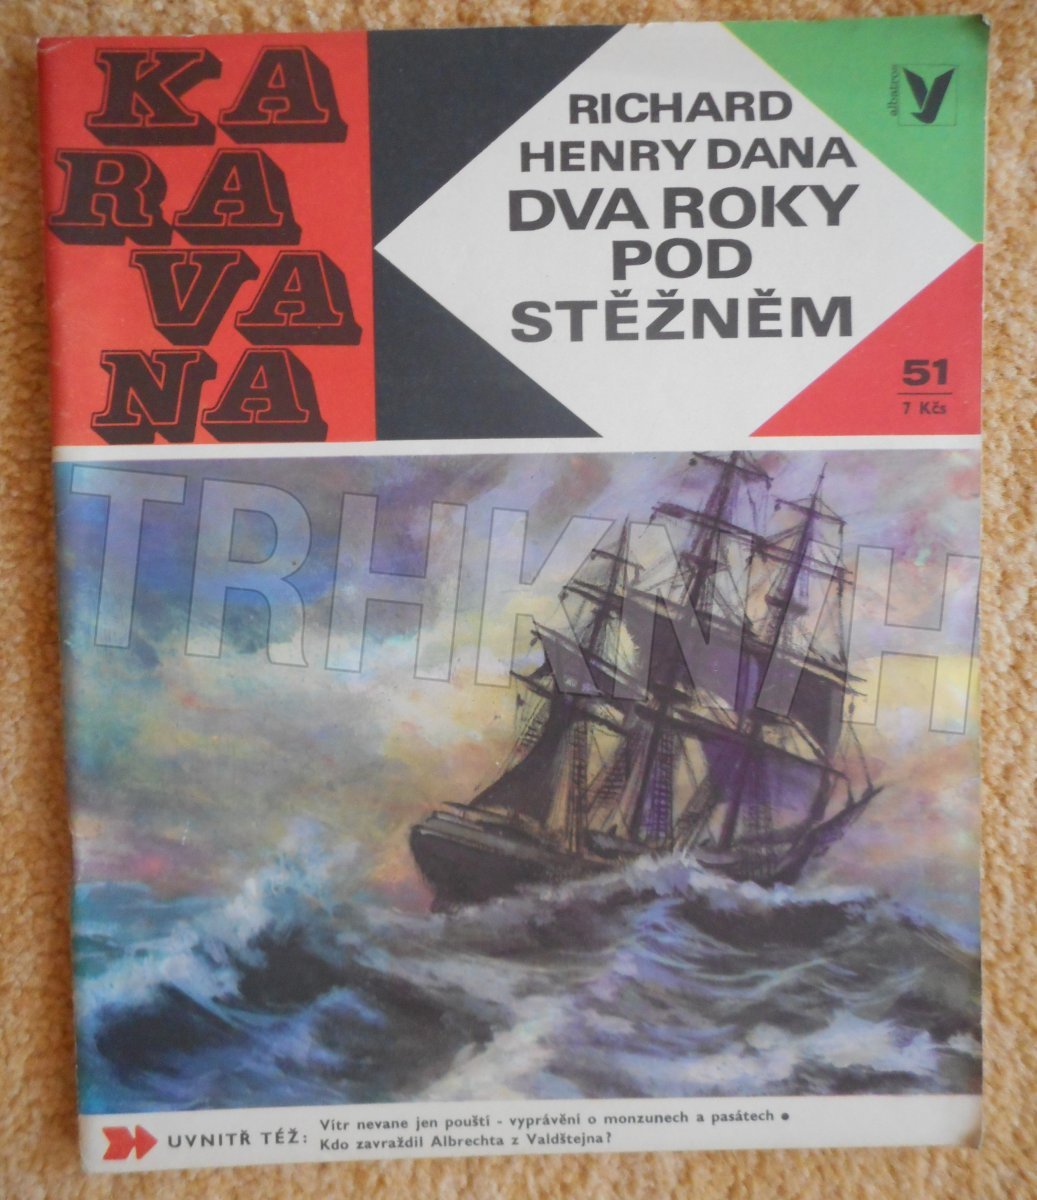 KA
RA
VA
NA
RICHARD
HENRY DANA
DVA ROKY
POD
STĚŽNĚM
albatros
51
7 Kčs
TRHKNIH
UVNITŘ TÉŽ:
Vítr nevane jen pouští - vyprávění o monzunech a pasátech •
Kdo zavraždil Albrechta z Valdštejna?